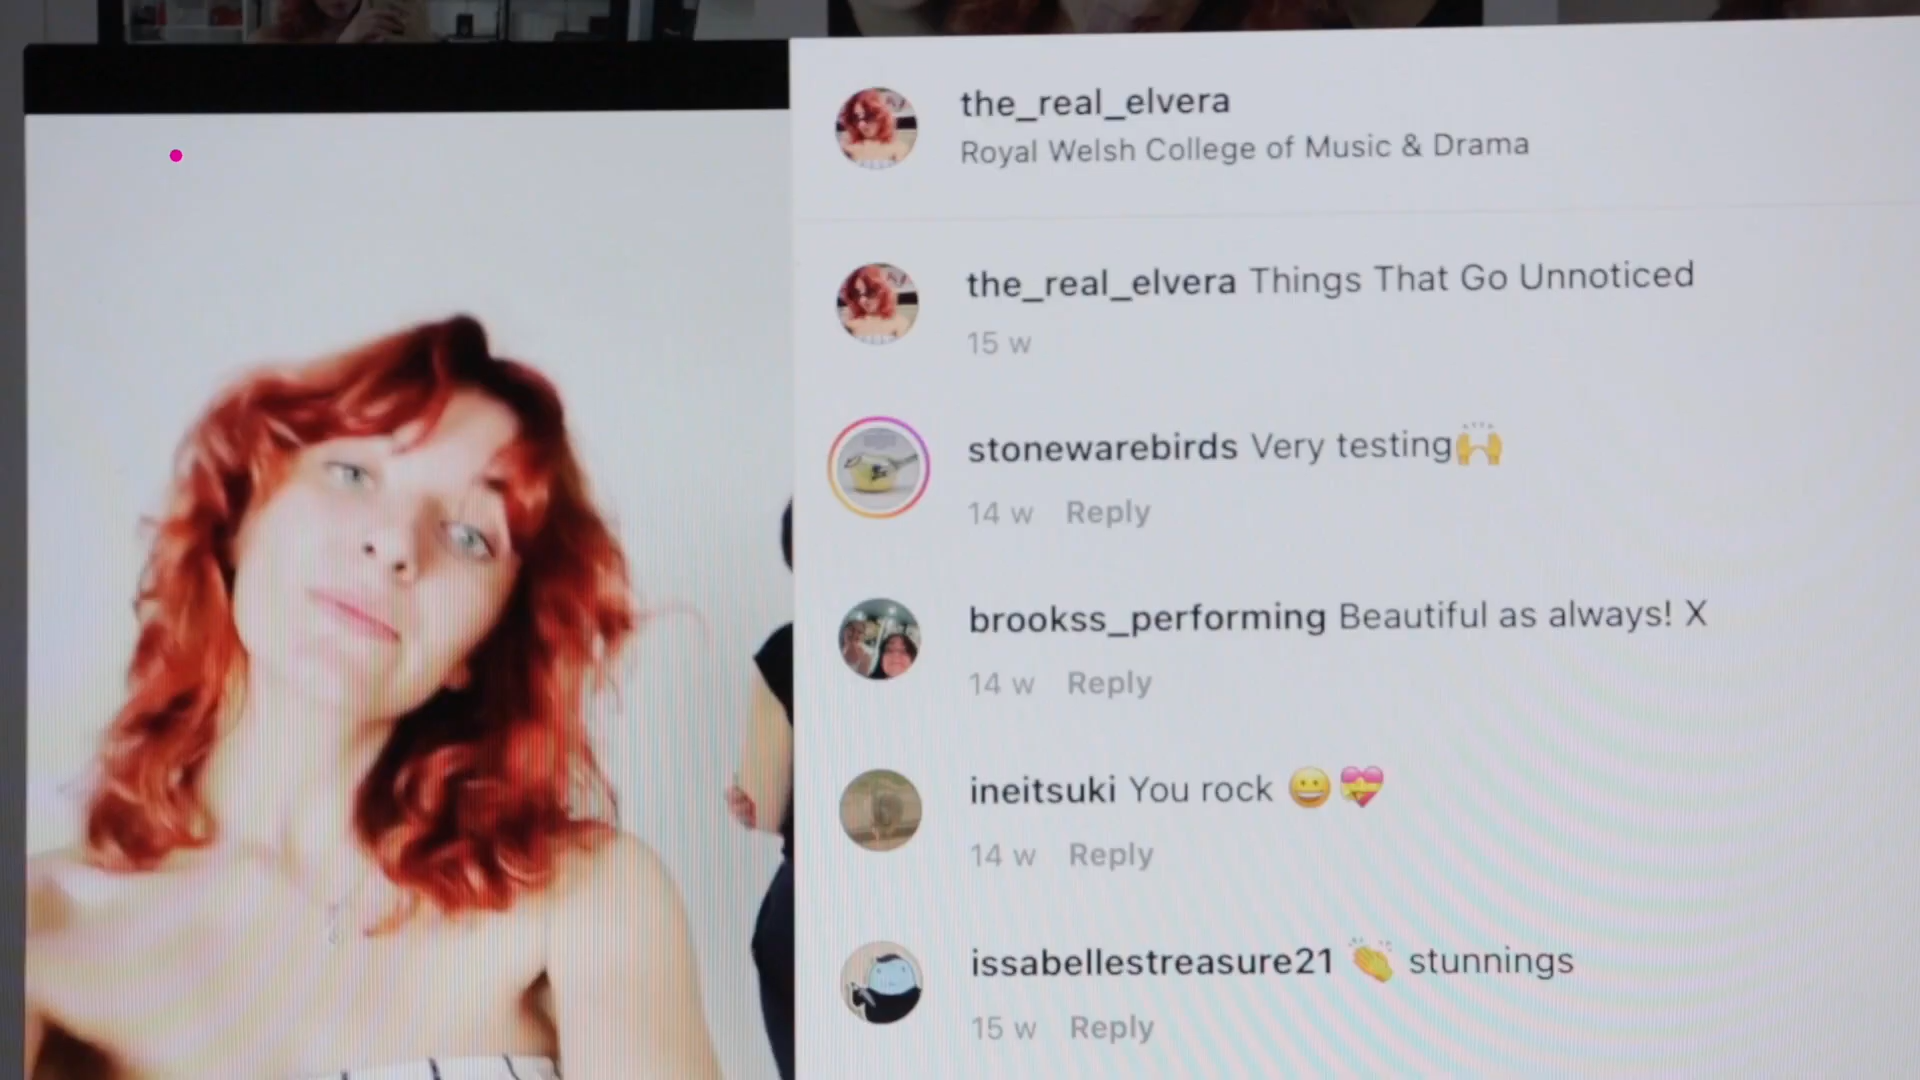 the_real_elvera
Royal Welsh College of Music & Drama
the_real_elvera Things That Go Unnoticed
15 w
stonewarebirds Very testing🙌
14 w Reply
brookss_performing Beautiful as always! X
14 w Reply
ineitsuki You rock 😀💝
14 w Reply
issabellestreasure21 👏 stunnings
15 w Reply